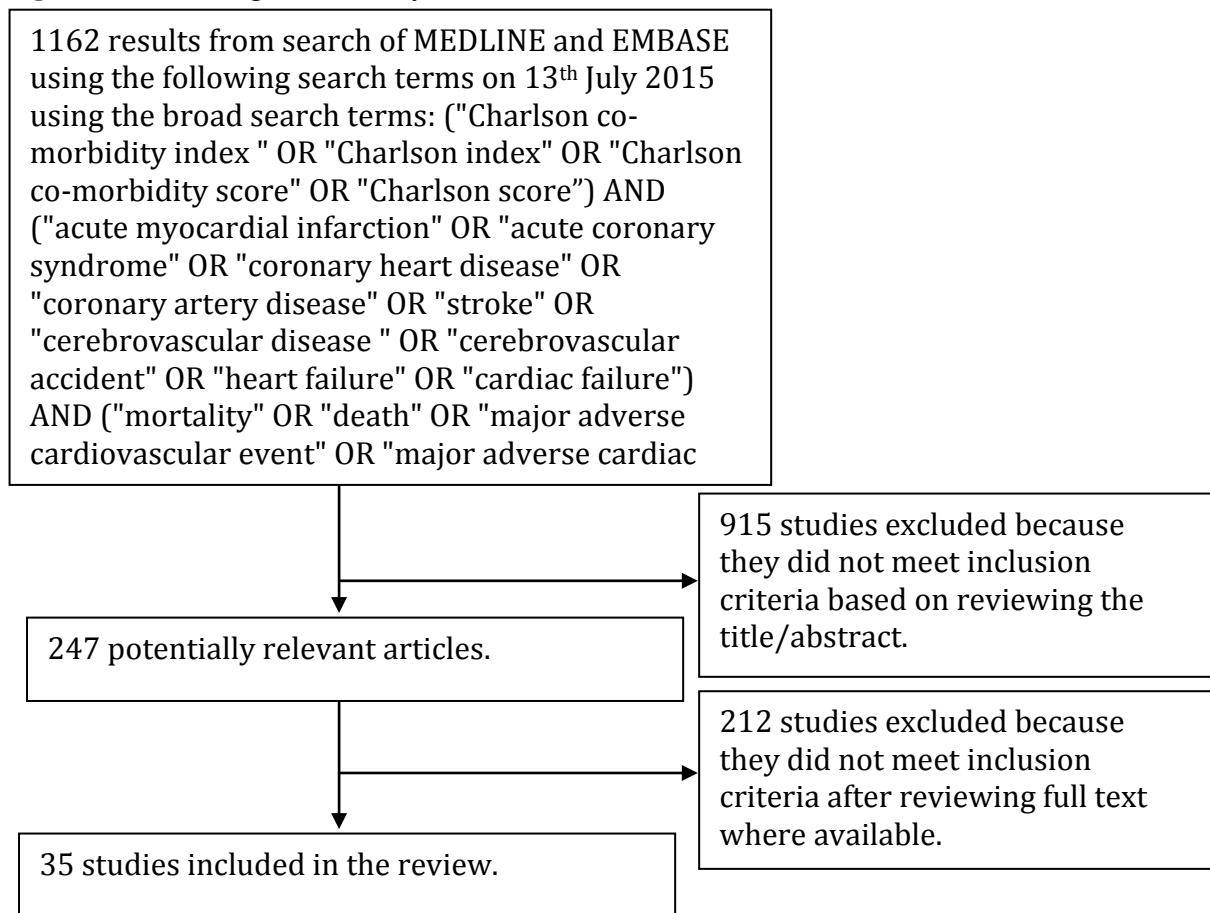 1162 results from search of MEDLINE and EMBASE
using the following search terms on 13th July 2015
using the broad search terms: ("Charlson co-
morbidity index " OR "Charlson index" OR "Charlson
co-morbidity score" OR "Charlson score”) AND
("acute myocardial infarction" OR "acute coronary
syndrome" OR "coronary heart disease" OR
"coronary artery disease" OR "stroke" OR
"cerebrovascular disease " OR "cerebrovascular
accident" OR "heart failure" OR "cardiac failure")
AND ("mortality" OR "death" OR "major adverse
cardiovascular event" OR "major adverse cardiac
915 studies excluded because
they did not meet inclusion
criteria based on reviewing the
title/abstract.
247 potentially relevant articles.
212 studies excluded because
they did not meet inclusion
criteria after reviewing full text
where available.
35 studies included in the review.